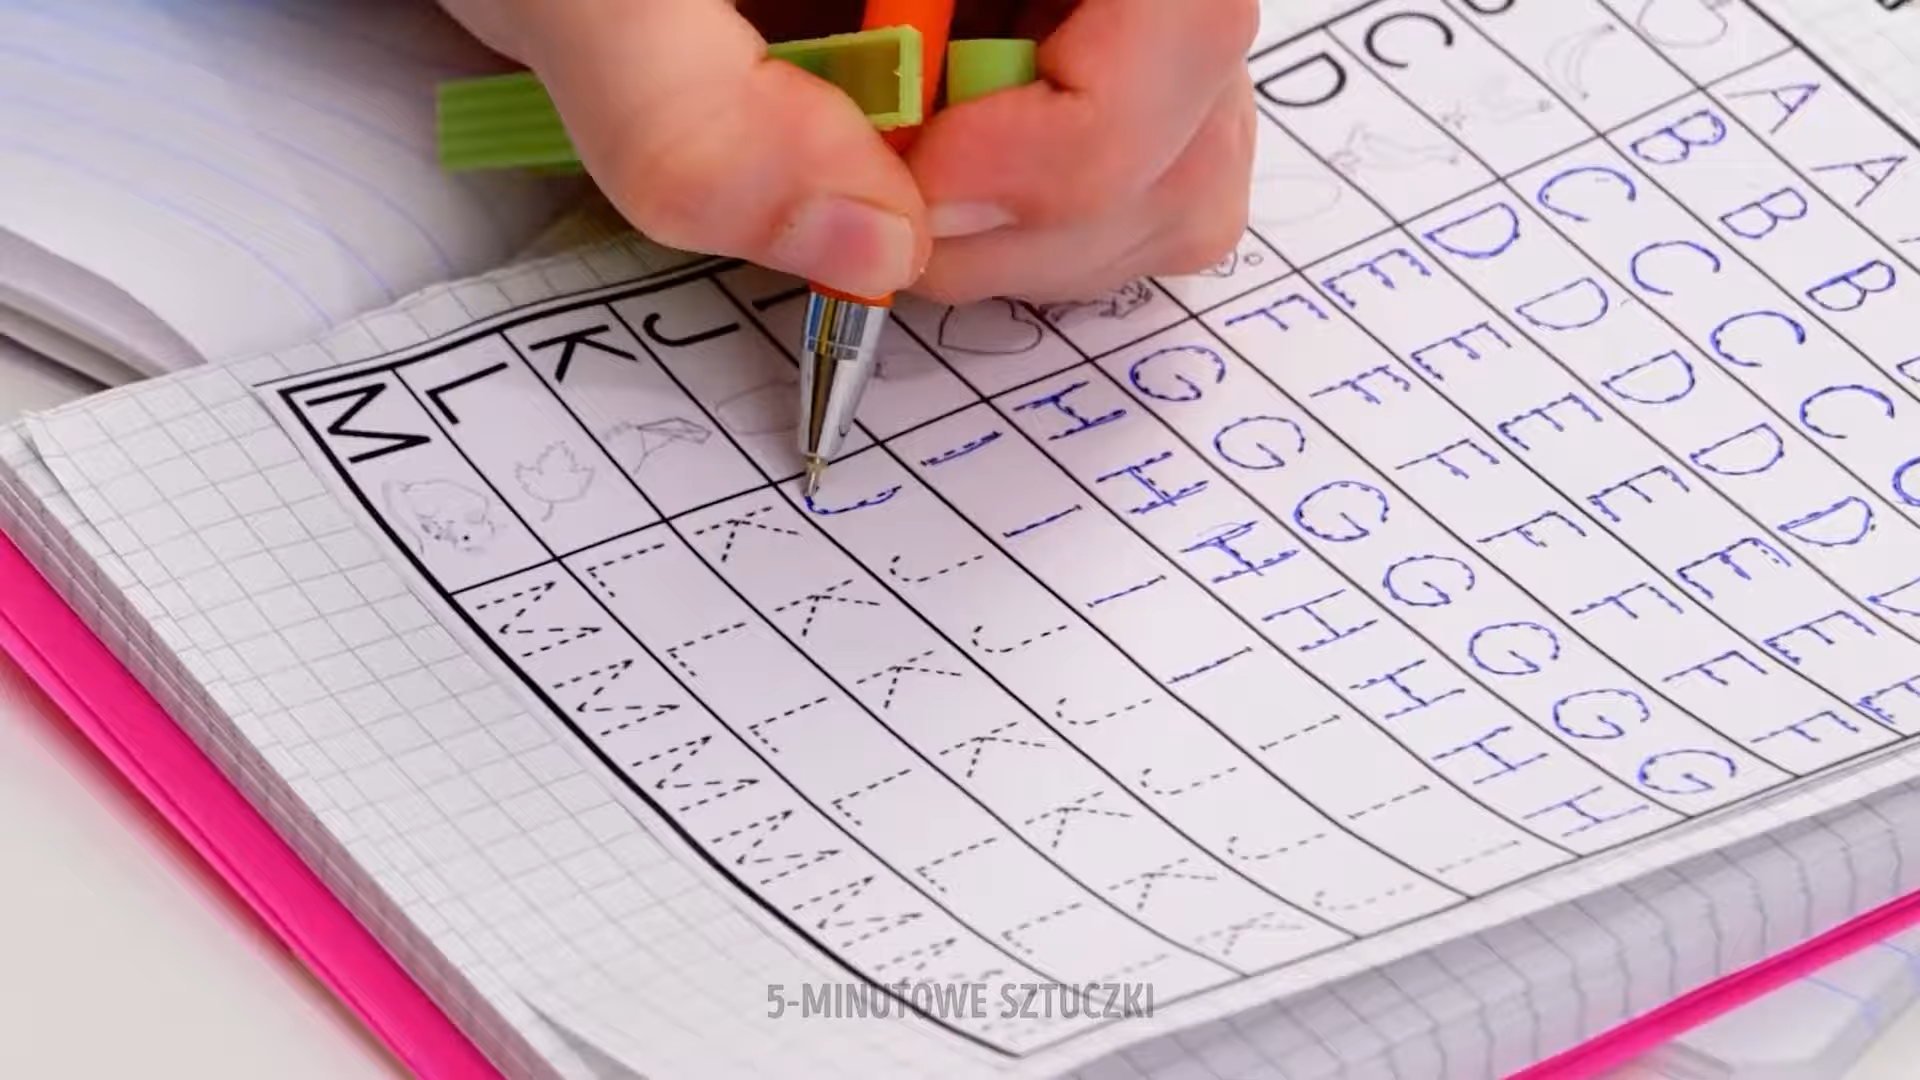 A A
B B B
C C C C C
D D D D D D
E E E E E E E
F F F F F F F
G G G G G G G
H H H H H H H
I I I I I I I
J J J J J J J J
K K K K K K K K
L L L L L L L
M M M M M M
5-MINUTOWE SZTUCZKI